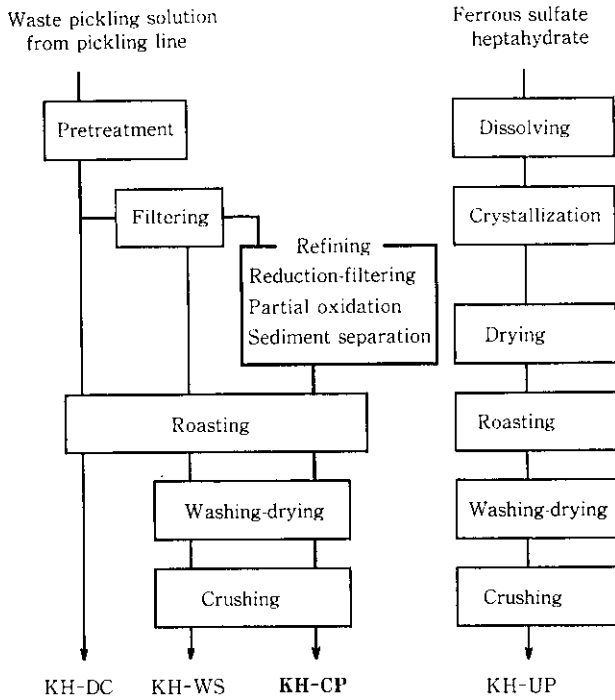 Waste pickling solution
from pickling line
Pretreatment
Filtering
Refining
Reduction-filtering
Partial oxidation
Sediment separation
Roasting
Washing-drying
Crushing
KH-DC
KH-WS
KH-CP
Ferrous sulfate
heptahydrate
Dissolving
Crystallization
Drying
Roasting
Washing-drying
Crushing
KH-UP